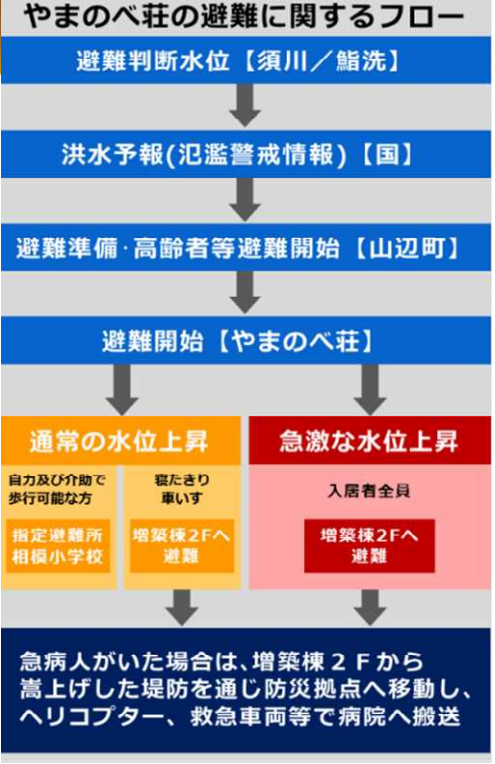 やまのべ荘の避難に関するフロー
避難判断水位【須川／鮨洗】
洪水予報(氾濫警戒情報)【国】
避難準備・高齢者等避難開始【山辺町】
避難開始【やまのべ荘】
通常の水位上昇
自力及び介助で
歩行可能な方
指定避難所
相模小学校
寝たきり
車いす
増築棟2Fへ
避難
急激な水位上昇
入居者全員
増築棟2Fへ
避難
急病人がいた場合は、増築棟２Ｆから
嵩上げした堤防を通じ防災拠点へ移動し、
ヘリコプター、救急車両等で病院へ搬送